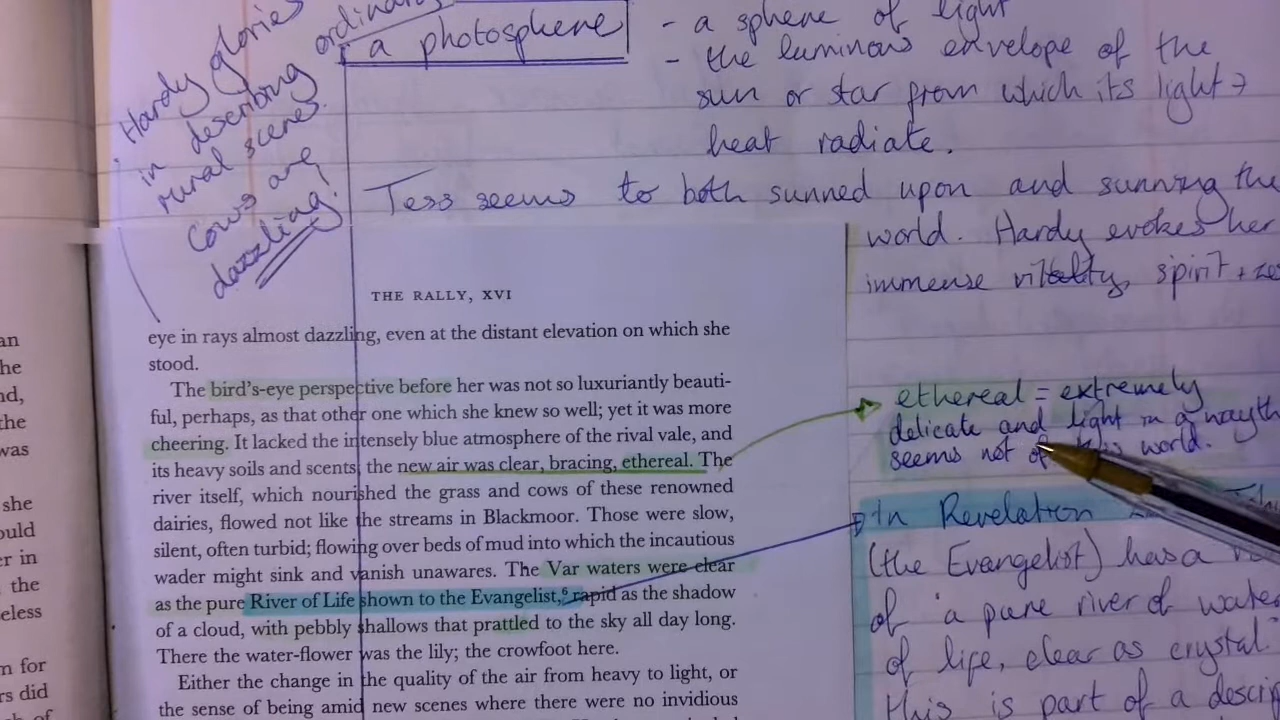 Hardy glories
in describing ordinary
rural scenes.
Cows are
dazzling!
a photosphere
- a sphere of light
- the luminous envelope of the
sun or star from which its light +
heat radiate.
Tess seems to both sunned upon and sunning the
world. Hardy evokes her
immense vitality, spirit +
THE RALLY, XVI
eye in rays almost dazzling, even at the distant elevation on which she
stood.
The bird's-eye perspective before her was not so luxuriantly beauti-
ful, perhaps, as that other one which she knew so well; yet it was more
cheering. It lacked the intensely blue atmosphere of the rival vale, and
its heavy soils and scents; the new air was clear, bracing, ethereal. The
river itself, which nourished the grass and cows of these renowned
dairies, flowed not like the streams in Blackmoor. Those were slow,
silent, often turbid; flowing over beds of mud into which the incautious
wader might sink and vanish unawares. The Var waters were clear
as the pure River of Life shown to the Evangelist,⁶ rapid as the shadow
of a cloud, with pebbly shallows that prattled to the sky all day long.
There the water-flower was the lily; the crowfoot here.
Either the change in the quality of the air from heavy to light, or
the sense of being amid new scenes where there were no invidious
ethereal = extremely
delicate and light in a way
seems not of this world.
In Revelation
(the Evangelist) has a
of 'a pure river of water
of life, clear as crystal.'
this is part of a